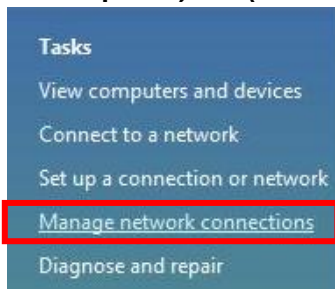 Tasks
View computers and devices
Connect to a network
Set up a connection or network
Manage network connections
Diagnose and repair